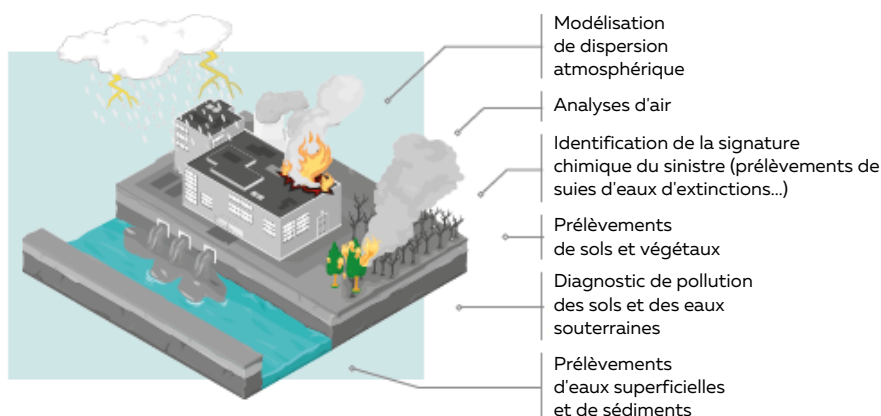 Modélisation
de dispersion
atmosphérique
Analyses d'air
Identification de la signature
chimique du sinistre (prélèvements de
suies d'eaux d'extinctions...)
Prélèvements
de sols et végétaux
Diagnostic de pollution
des sols et des eaux
souterraines
Prélèvements
d'eaux superficielles
et de sédiments